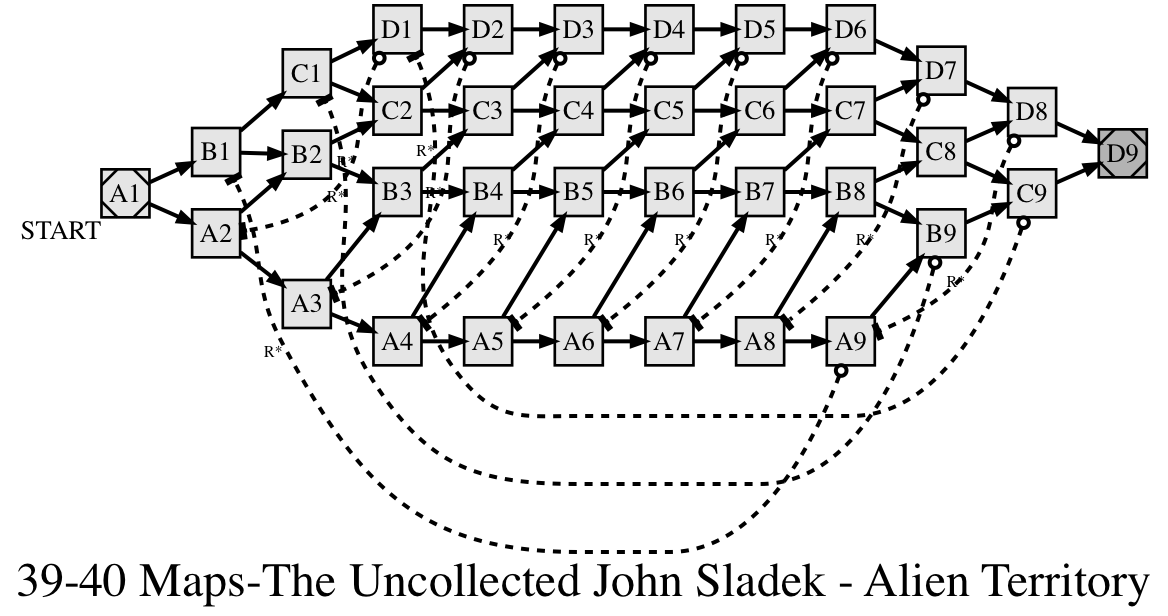 D1 D2 D3 D4 D5 D6
C1 D7
C2 C3 C4 C5 C6 C7 D8
B1 B2 C8 D9
R* R*
A1 B3 B4 B5 B6 B7 B8 C9
R* R*
START A2 B9
R* R* R* R* R*
R*
A3
A4 A5 A6 A7 A8 A9
R*
39-40 Maps-The Uncollected John Sladek - Alien Territory